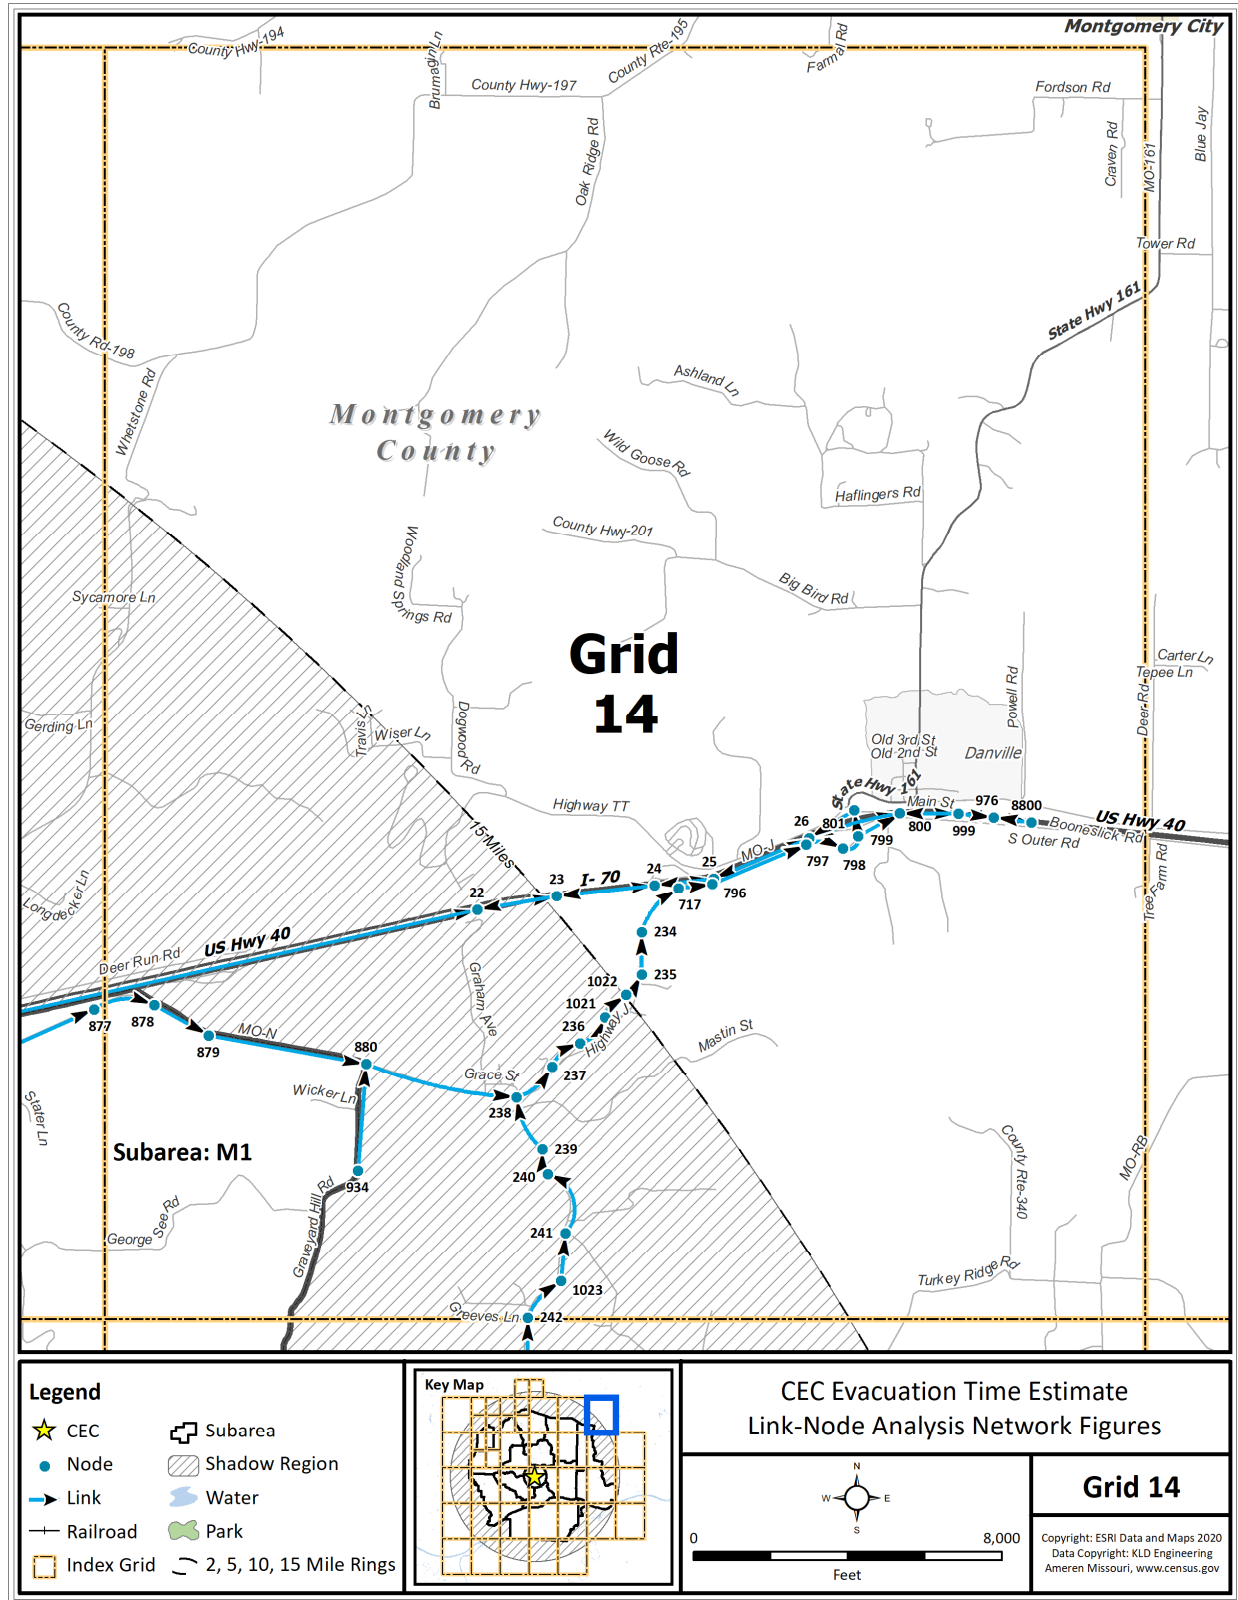 Montgomery City
County Hwy-194
Brumagin Ln
County Rte-195
Farmal Rd
County Hwy-197
Fordson Rd
Oak Ridge Rd
Craven Rd
MO-161
Blue Jay
Tower Rd
State Hwy 161
County Rd-198
Whetstone Rd
Ashland Ln
Montgomery
County
Wild Goose Rd
Haflingers Rd
County Hwy-201
Woodland Springs Rd
Big Bird Rd
Sycamore Ln
Grid
14
Carter Ln
Tepee Ln
Powell Rd
Deer Rd
Gerding Ln
Travis Ln
Wiser Ln
Dogwood Rd
Old 3rd St
Old 2nd St
Danville
State Hwy 161
Highway TT
Main St
976
8800
US Hwy 40
26
801
800
999
Booneslick Rd
S Outer Rd
15 Miles
MO-J
797
798
799
25
24
I- 70
23
22
717
796
Tree Farm Rd
Longdecker Ln
234
US Hwy 40
Deer Run Rd
235
1022
1021
Graham Ave
877
878
879
MO-N
236
Highway J
Mastin St
880
Grace St
237
Wicker Ln
238
Stater Ln
Subarea: M1
239
240
934
County Rte-340
MO-RB
George See Rd
Graveyard Hill Rd
241
Turkey Ridge Rd
1023
Greeves Ln
242
Legend
CEC
Subarea
Node
Shadow Region
Link
Water
Railroad
Park
Index Grid
2, 5, 10, 15 Mile Rings
Key Map
CEC Evacuation Time Estimate
Link-Node Analysis Network Figures
N
W
E
S
0
8,000
Feet
Grid 14
Copyright: ESRI Data and Maps 2020
Data Copyright: KLD Engineering
Ameren Missouri, www.census.gov